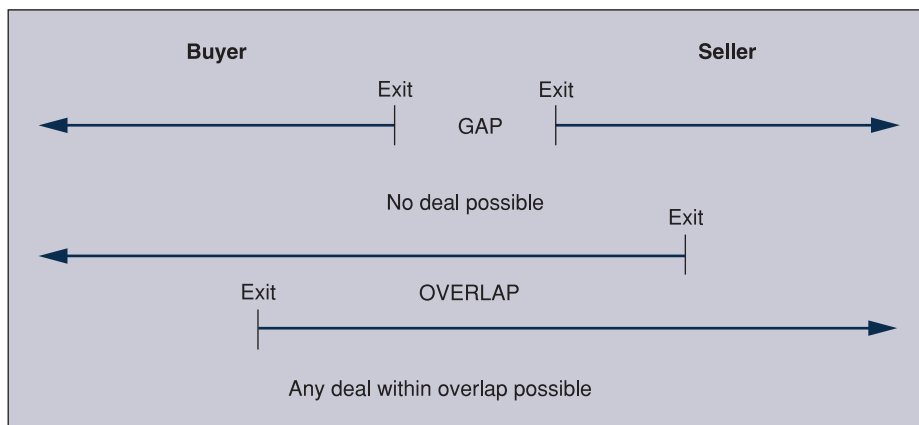 Buyer Seller
Exit Exit
GAP
No deal possible
Exit
Exit OVERLAP
Any deal within overlap possible